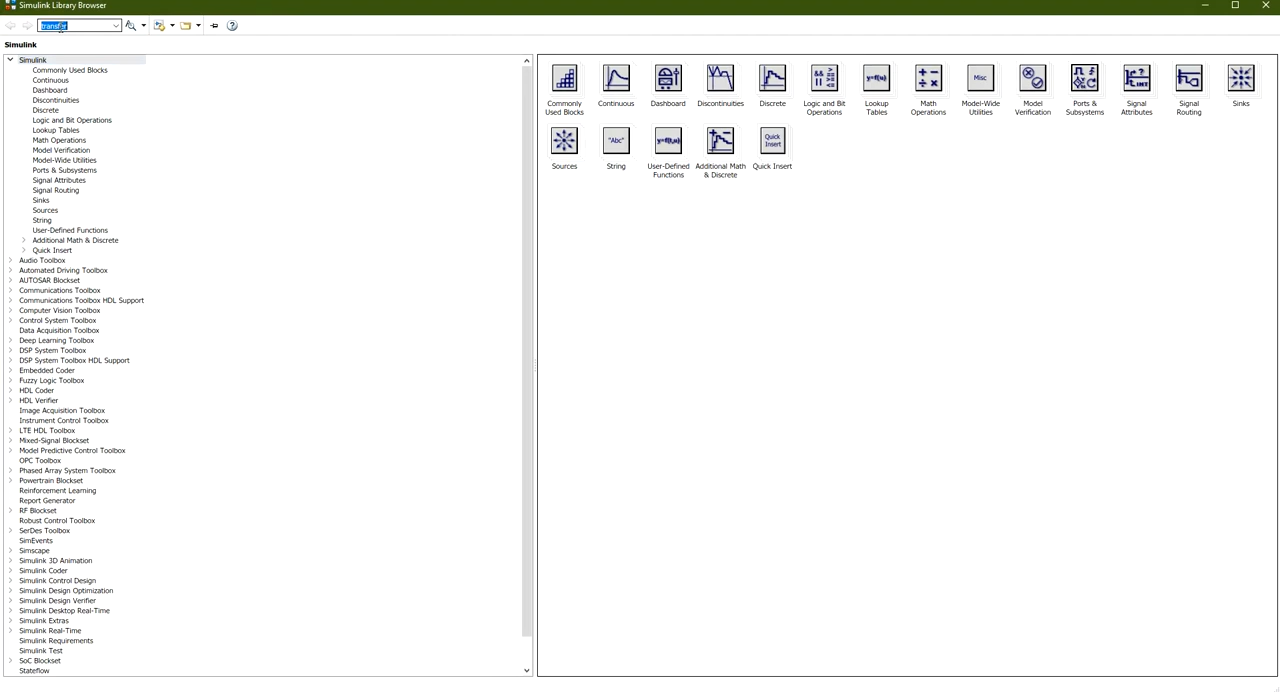 Simulink Library Browser
transfer
Simulink
Simulink
Commonly Used Blocks
Continuous
Dashboard
Discontinuities
Discrete
Logic and Bit Operations
Lookup Tables
Math Operations
Model Verification
Model-Wide Utilities
Ports & Subsystems
Signal Attributes
Signal Routing
Sinks
Sources
String
User-Defined Functions
Additional Math & Discrete
Quick Insert
Audio Toolbox
Automated Driving Toolbox
AUTOSAR Blockset
Communications Toolbox
Communications Toolbox HDL Support
Computer Vision Toolbox
Control System Toolbox
Data Acquisition Toolbox
Deep Learning Toolbox
DSP System Toolbox
DSP System Toolbox HDL Support
Embedded Coder
Fuzzy Logic Toolbox
HDL Coder
HDL Verifier
Image Acquisition Toolbox
Instrument Control Toolbox
LTE HDL Toolbox
Mixed-Signal Blockset
Model Predictive Control Toolbox
OPC Toolbox
Phased Array System Toolbox
Powertrain Blockset
Reinforcement Learning
Report Generator
RF Blockset
Robust Control Toolbox
SerDes Toolbox
SimEvents
Simscape
Simulink 3D Animation
Simulink Coder
Simulink Control Design
Simulink Design Optimization
Simulink Design Verifier
Simulink Desktop Real-Time
Simulink Extras
Simulink Real-Time
Simulink Requirements
Simulink Test
SoC Blockset
Stateflow
y=f(u)
Misc
Commonly Used Blocks
Continuous
Dashboard
Discontinuities
Discrete
Logic and Bit Operations
Lookup Tables
Math Operations
Model-Wide Utilities
Model Verification
Ports & Subsystems
Signal Attributes
Signal Routing
Sinks
"Abc"
y=f(u)
Quick Insert
Sources
String
User-Defined Functions
Additional Math & Discrete
Quick Insert